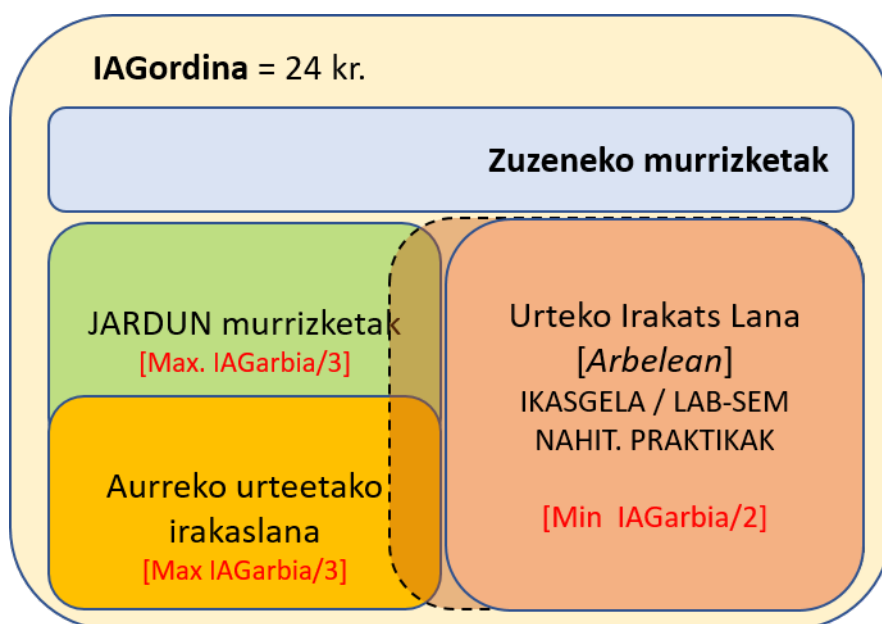 IAGordina = 24 kr.
Zuzeneko murrizketak
JARDUN murrizketak
[Max. IAGarbia/3]
Aurreko urteetako
irakaslana
[Max IAGarbia/3]
Urteko Irakats Lana
[Arbelean]
IKASGELA / LAB-SEM
NAHIT. PRAKTIKAK
[Min IAGarbia/2]